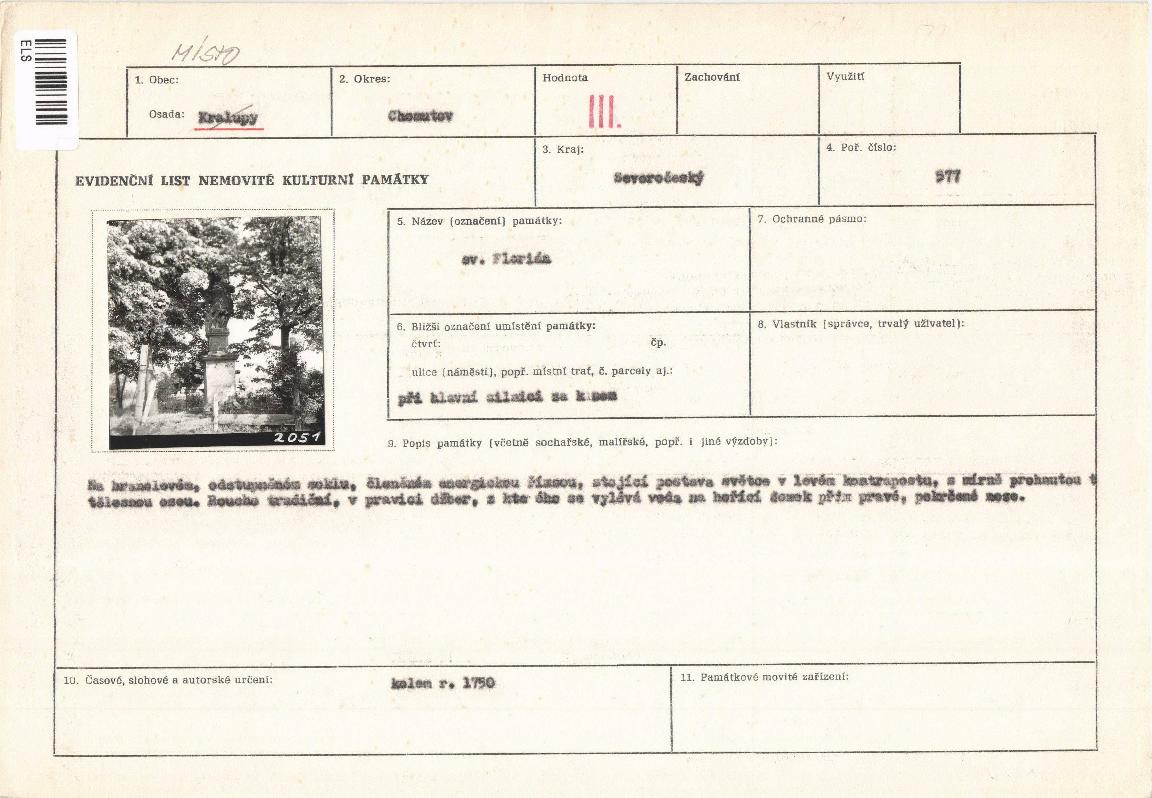 MÍSTO
ELS
1. Obec:
Osada: Kralupy
2. Okres:
Chomutov
Hodnota
III.
Zachování
Využití
EVIDENČNÍ LIST NEMOVITÉ KULTURNÍ PAMÁTKY
3. Kraj:
Severočeský
4. Poř. číslo:
577
5. Název (označení) památky:
sv. Florián
7. Ochranné pásmo:
6. Bližší označení umístění památky:
čtvrť: čp.
ulice (náměstí), popř. místní trať, č. parcely aj.:
při hlavní silnici za kinem
8. Vlastník (správce, trvalý uživatel):
2051
9. Popis památky (včetně sochařské, malířské, popř. i jiné výzdoby):
Na hranolovém, odstupněném soklu, členěném energickou římsou, stojící postava světce v levém kontrapostu, s mírně prohnutou t
tělesnou osou. Roucho tradiční, v pravici džber, z kte ého se vylévá voda na hořící domek při pravé, pokrčené noze.
10. Časové, slohové a autorské určení:
kolem r. 1750
11. Památkové movité zařízení: